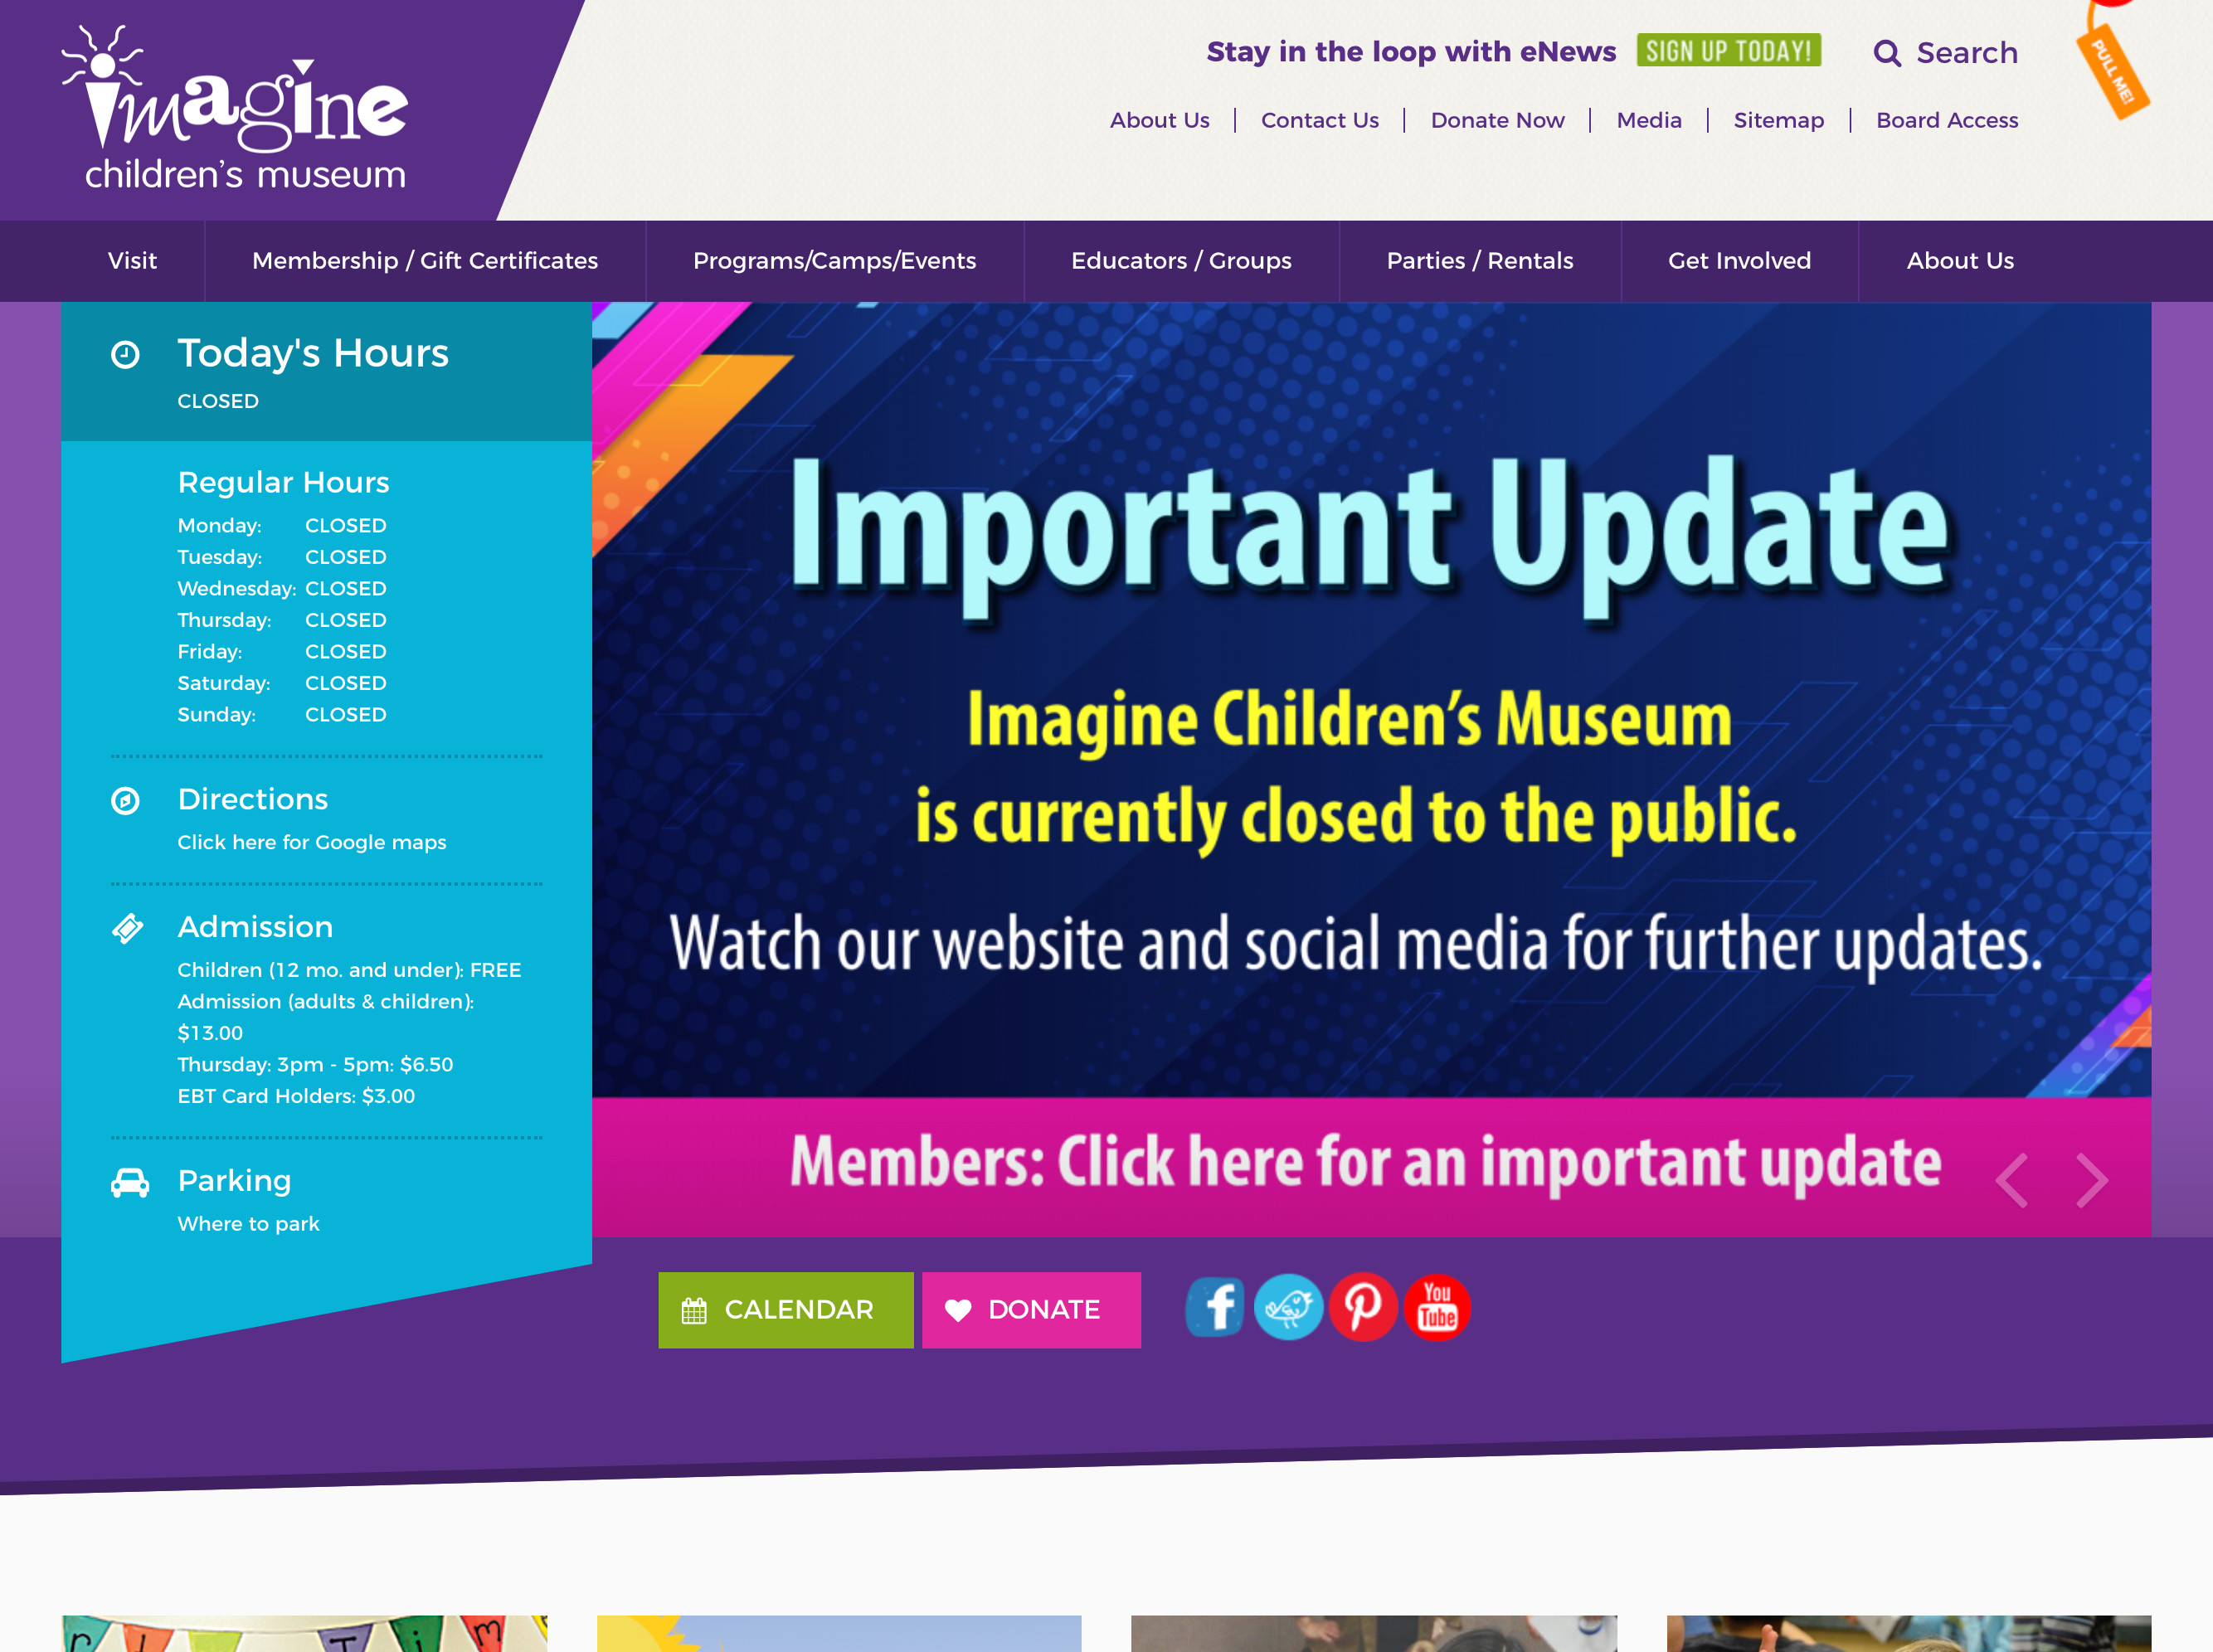 imagine
children's museum
Stay in the loop with eNews SIGN UP TODAY! Search
PULL ME!
About Us Contact Us Donate Now Media Sitemap Board Access
Visit Membership / Gift Certificates Programs/Camps/Events Educators / Groups Parties / Rentals Get Involved About Us
Today's Hours
CLOSED
Regular Hours
Monday: CLOSED
Tuesday: CLOSED
Wednesday: CLOSED
Thursday: CLOSED
Friday: CLOSED
Saturday: CLOSED
Sunday: CLOSED
Directions
Click here for Google maps
Admission
Children (12 mo. and under): FREE
Admission (adults & children):
$13.00
Thursday: 3pm - 5pm: $6.50
EBT Card Holders: $3.00
Parking
Where to park
Important Update
Imagine Children's Museum
is currently closed to the public.
Watch our website and social media for further updates.
Members: Click here for an important update
CALENDAR DONATE
f
You
Tube